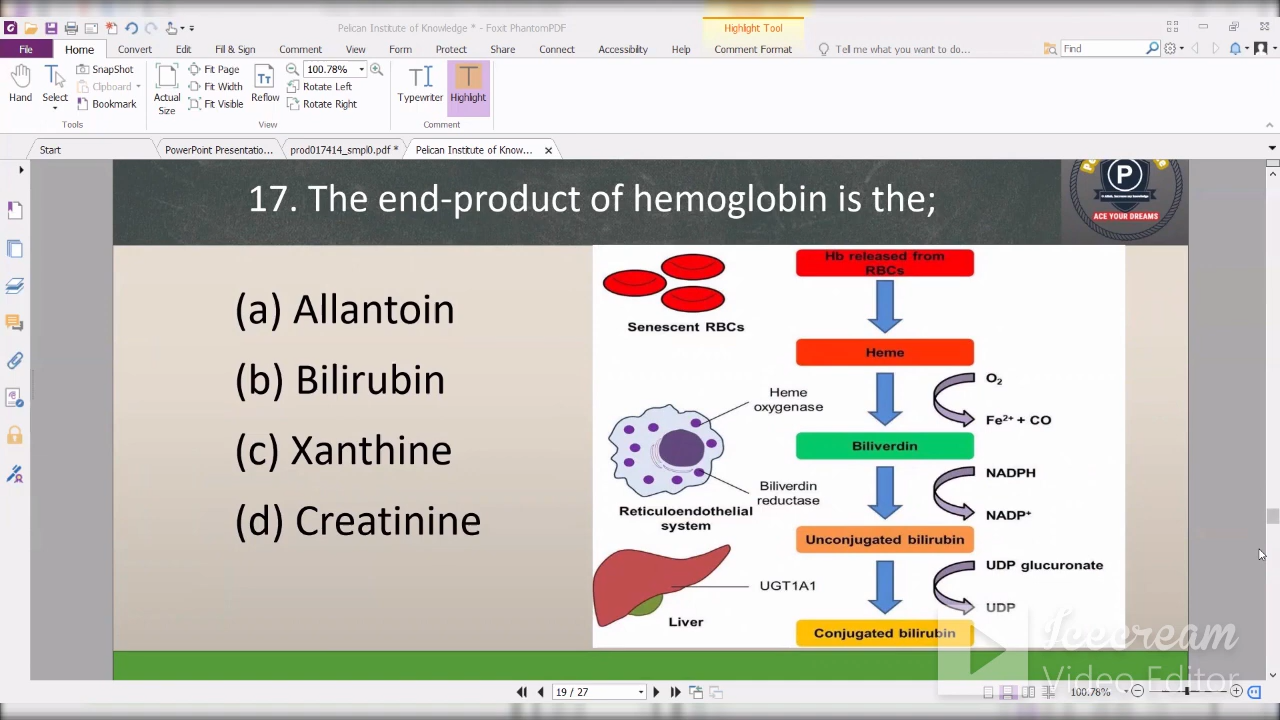 Pelican Institute of Knowledge * - Foxit PhantomPDF
Highlight Tool
File Home Convert Edit Fill & Sign Comment View Form Protect Share Connect Accessibility Help Comment Format Tell me what you want to do... Find
Hand
Select
SnapShot
Clipboard
Bookmark
Tools
Actual Size
Fit Page
Fit Width
Fit Visible
Reflow
100.78%
Rotate Left
Rotate Right
View
Typewriter
Highlight
Comment
Start PowerPoint Presentatio... prod017414_smpl0.pdf * Pelican Institute of Know...
17. The end-product of hemoglobin is the;
P
ACE YOUR DREAMS
(a) Allantoin
(b) Bilirubin
(c) Xanthine
(d) Creatinine
Senescent RBCs
Hb released from
RBCs
Heme
O2
Fe2+ + CO
Heme
oxygenase
Biliverdin
NADPH
NADP+
Biliverdin
reductase
Reticuloendothelial
system
Unconjugated bilirubin
UDP glucuronate
UDP
UGT1A1
Liver
Conjugated bilirubin
Icecream
Video Editor
19 / 27
100.78%